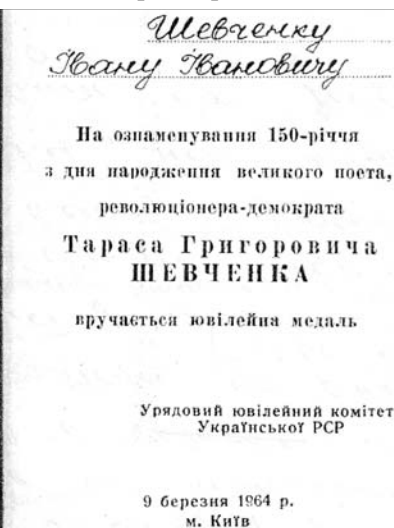 Шевченку
Івану Івановичу
На ознаменування 150-річчя
з дня народження великого поета,
революціонера-демократа
Тараса Григоровича
ШЕВЧЕНКА
вручається ювілейна медаль
Урядовий ювілейний комітет
Української РСР
9 березня 1964 р.
м. Київ